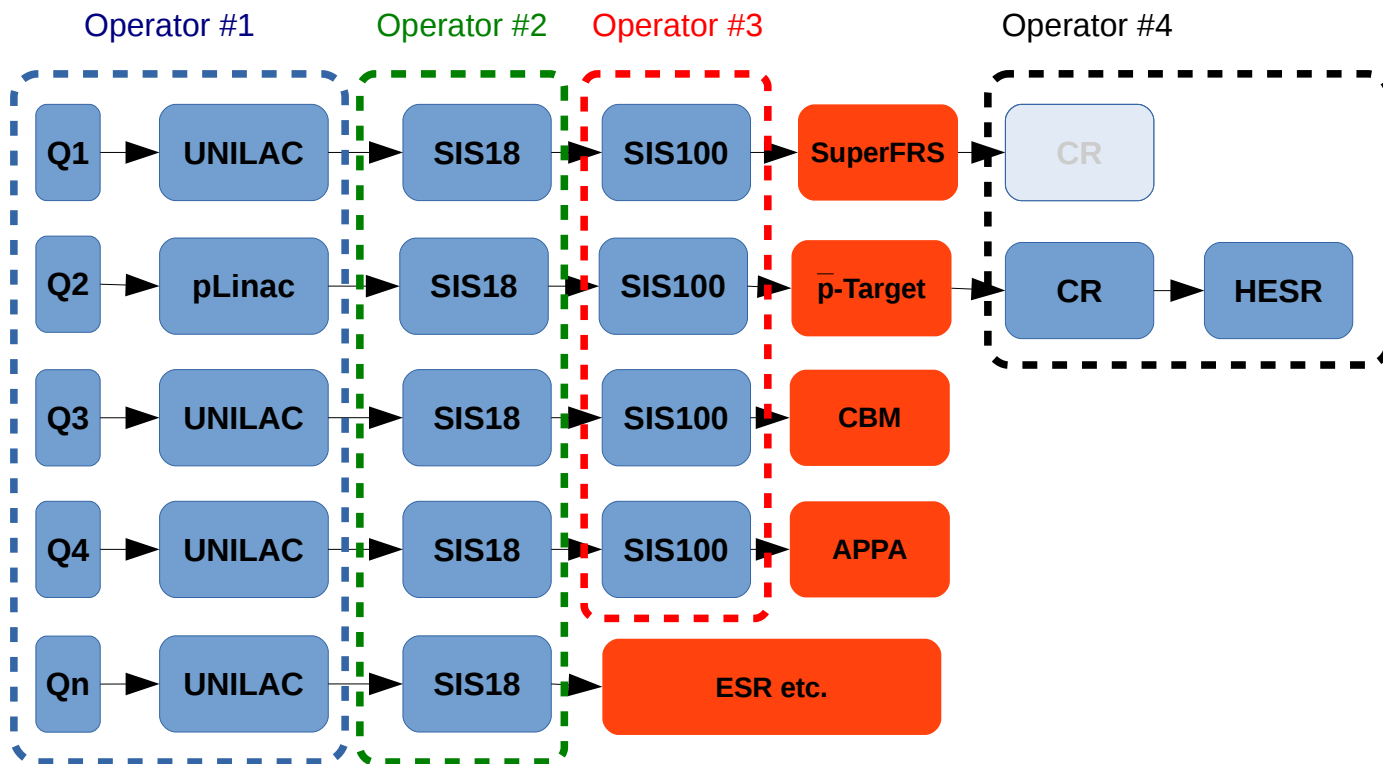 Operator #1
Operator #2
Operator #3
Operator #4
Q1
UNILAC
SIS18
SIS100
SuperFRS
CR
Q2
pLinac
SIS18
SIS100
p̅-Target
CR
HESR
Q3
UNILAC
SIS18
SIS100
CBM
Q4
UNILAC
SIS18
SIS100
APPA
Qn
UNILAC
SIS18
ESR etc.